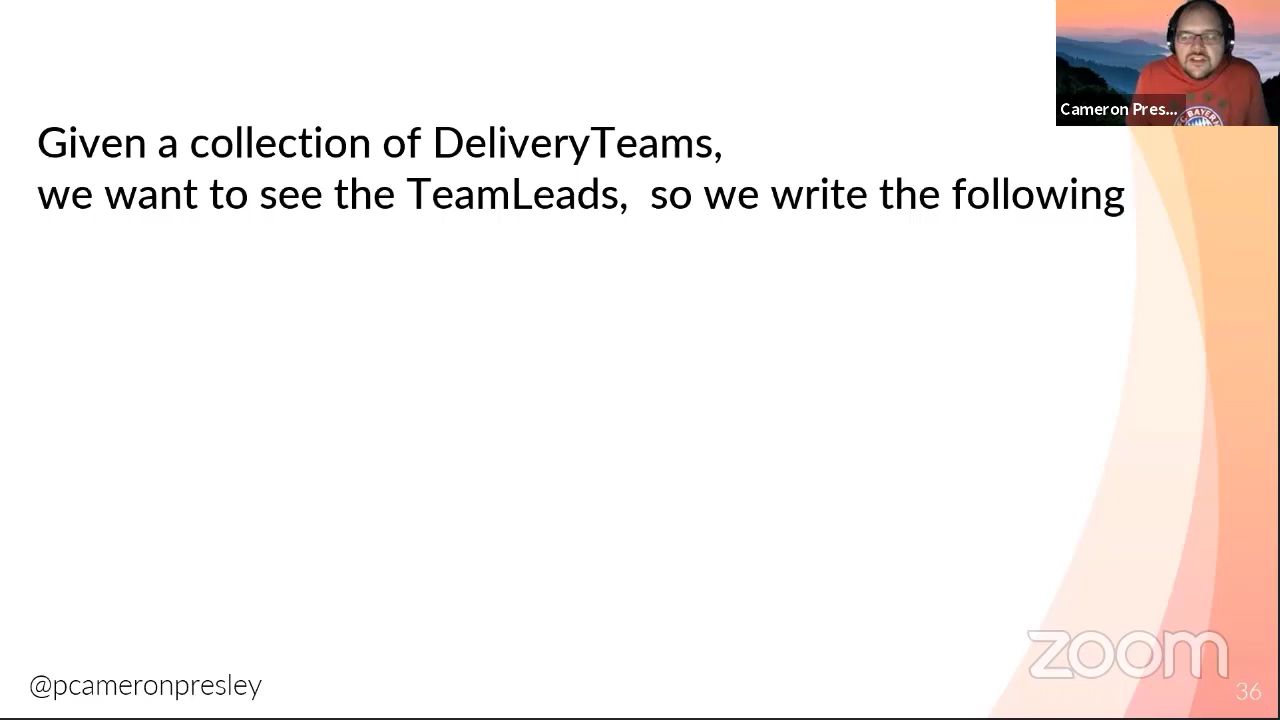 Cameron Pres...
Given a collection of DeliveryTeams,
we want to see the TeamLeads, so we write the following
BAYERN
zoom
@pcameronpresley
36